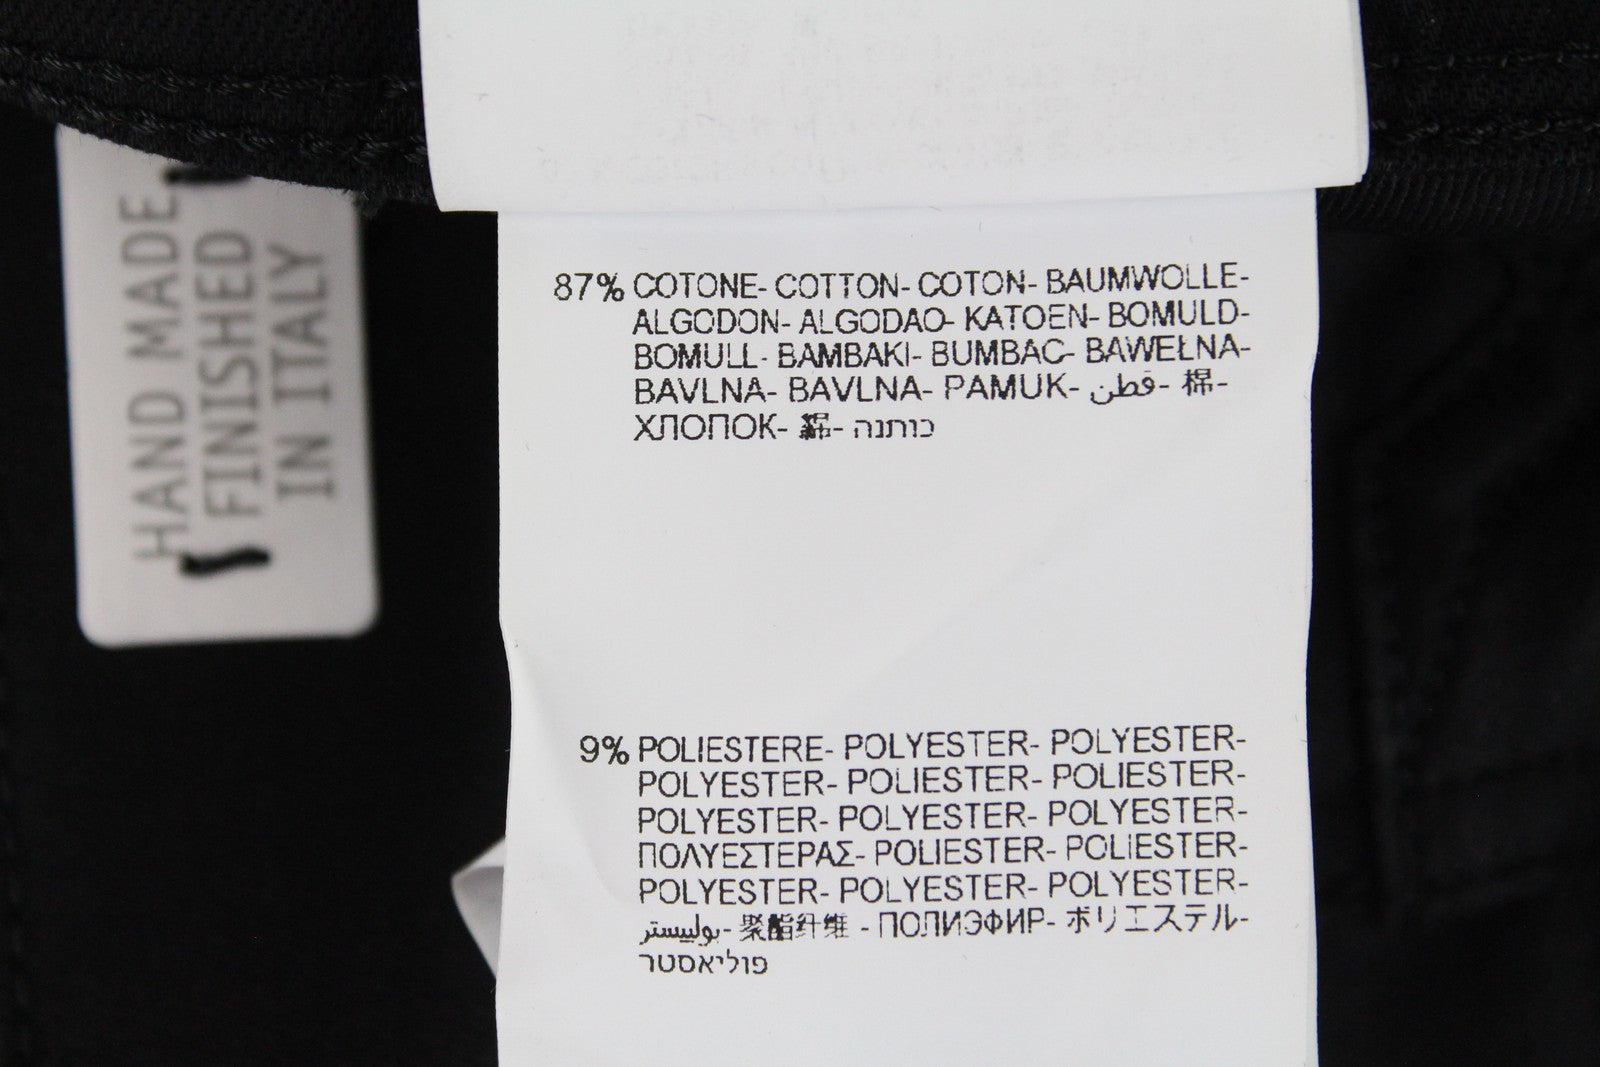 HAND MADE
FINISHED
IN ITALY
87% COTONE- COTTON- COTON- BAUMWOLLE-
ALGODON- ALGODAO- KATOEN- BOMULD-
BOMULL- BAMBAKI- BUMBAC- BAWEŁNA-
BAVLNA- BAVLNA- PAMUK- قطن- 棉-
ХЛОПОК- 綿- כותנה
9% POLIESTERE- POLYESTER- POLYESTER-
POLYESTER- POLIESTER- POLIESTER-
POLYESTER- POLYESTER- POLYESTER-
ΠΟΛΥΕΣΤΕΡΑΣ- POLIESTER- POLIESTER-
POLYESTER- POLYESTER- POLYESTER-
بوليستر- 聚酯纤维 - ПОЛИЭФИР- ポリエステル-
פוליאסטר